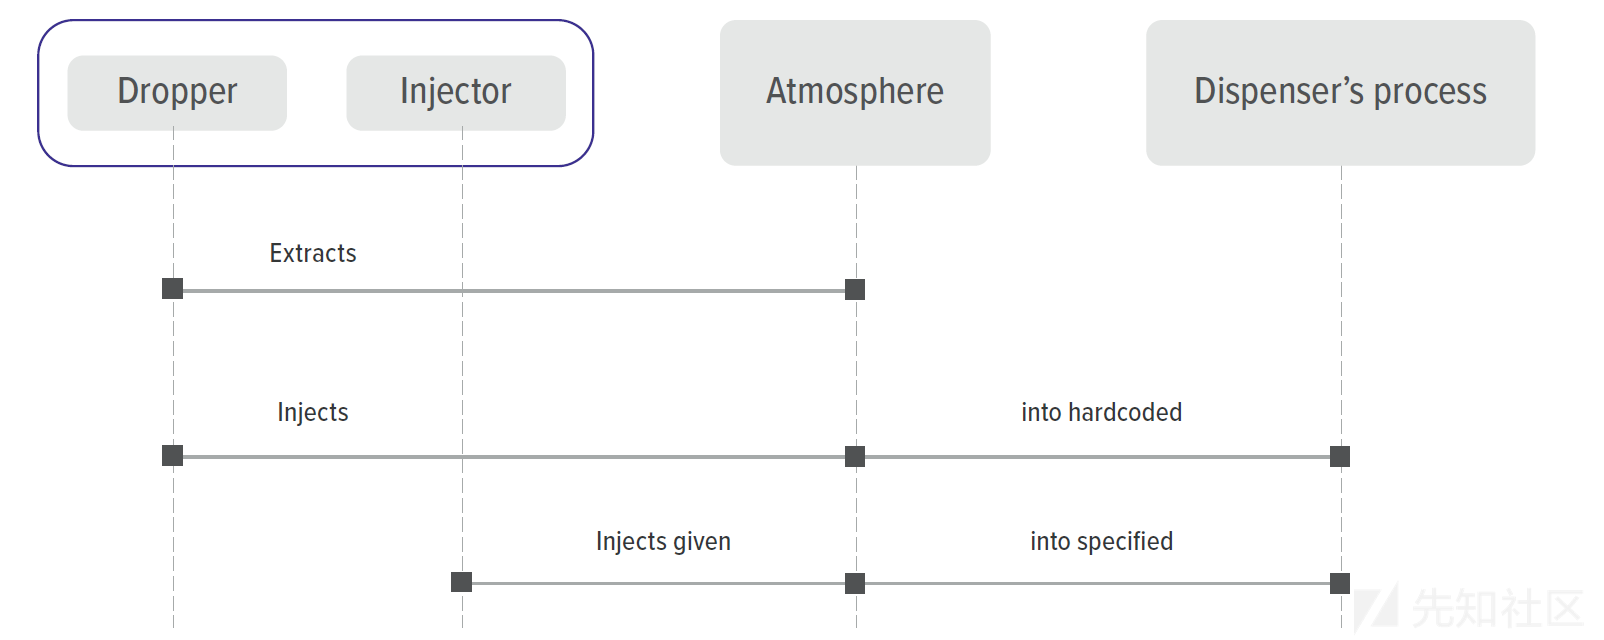 Dropper
Injector
Atmosphere
Dispenser’s process
Extracts
Injects
into hardcoded
Injects given
into specified
先知社区